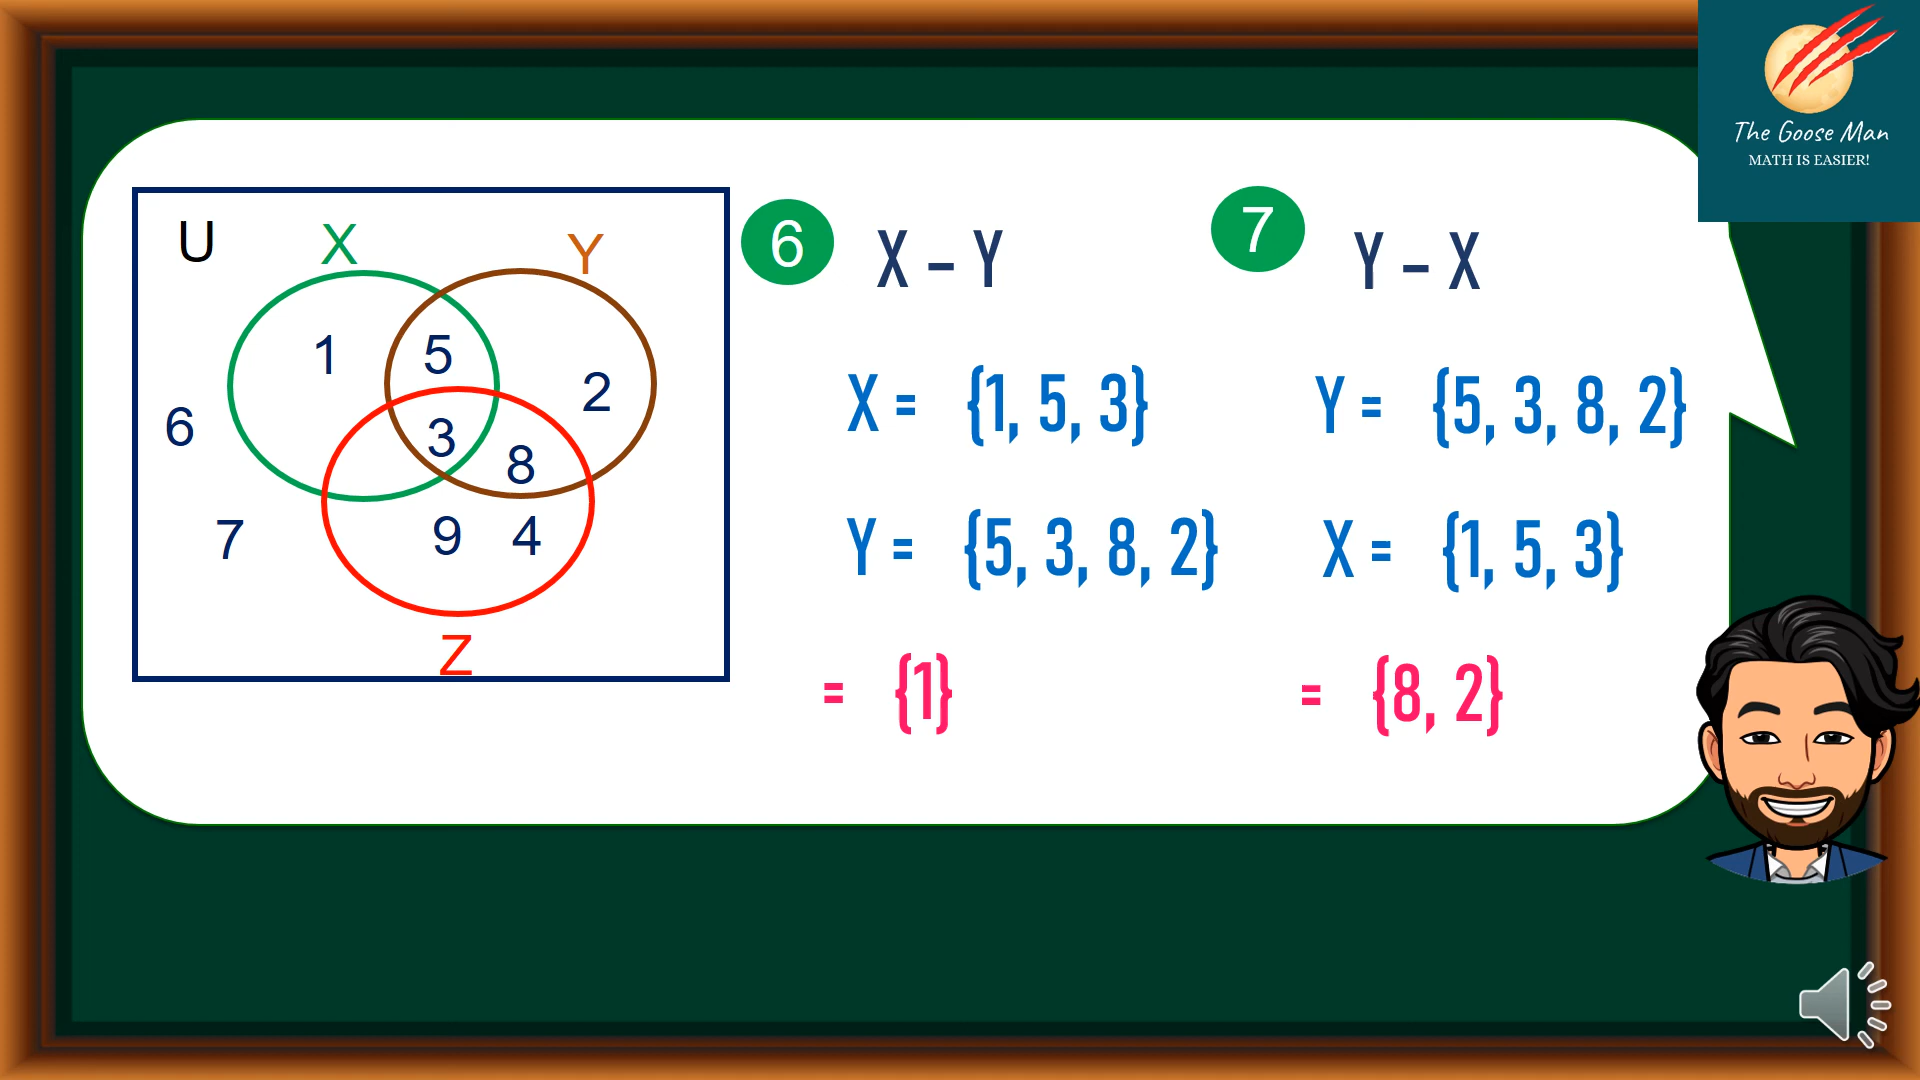 The Goose Man
MATH IS EASIER!
U
X
Y
1
5
2
6
3
8
7
9
4
Z
6
X – Y
X = {1, 5, 3}
Y = {5, 3, 8, 2}
= {1}
7
Y – X
Y = {5, 3, 8, 2}
X = {1, 5, 3}
= {8, 2}